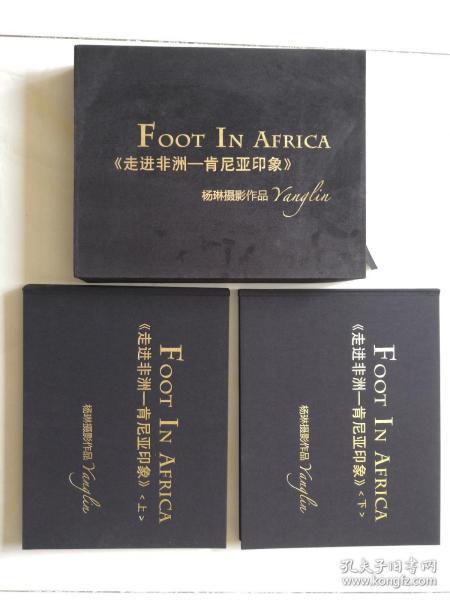 FOOT IN AFRICA
《走进非洲—肯尼亚印象》
杨琳摄影作品 Yanglin
FOOT IN AFRICA
《走进非洲—肯尼亚印象》<上>
杨琳摄影作品 Yanglin
FOOT IN AFRICA
《走进非洲—肯尼亚印象》<下>
杨琳摄影作品 Yanglin
孔夫子旧书网
www.kongfz.com